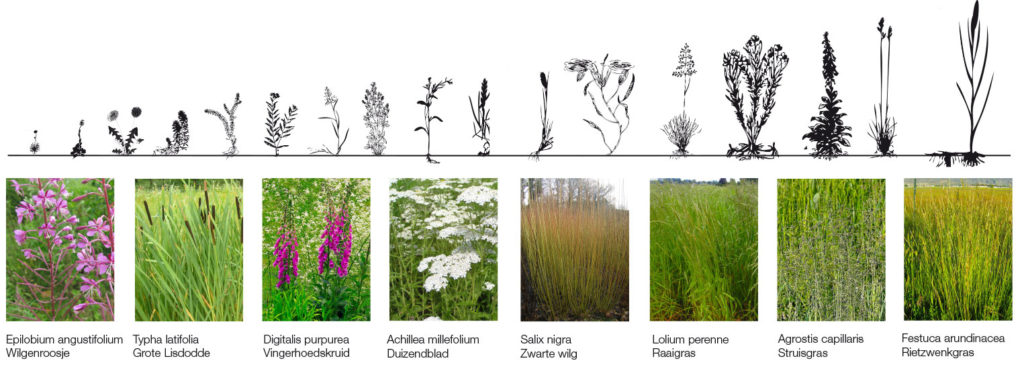 Epilobium angustifolium
Wilgenroosje
Typha latifolia
Grote Lisdodde
Digitalis purpurea
Vingerhoedskruid
Achillea millefolium
Duizendblad
Salix nigra
Zwarte wilg
Lolium perenne
Raaigras
Agrostis capillaris
Struisgras
Festuca arundinacea
Rietzwenkgras